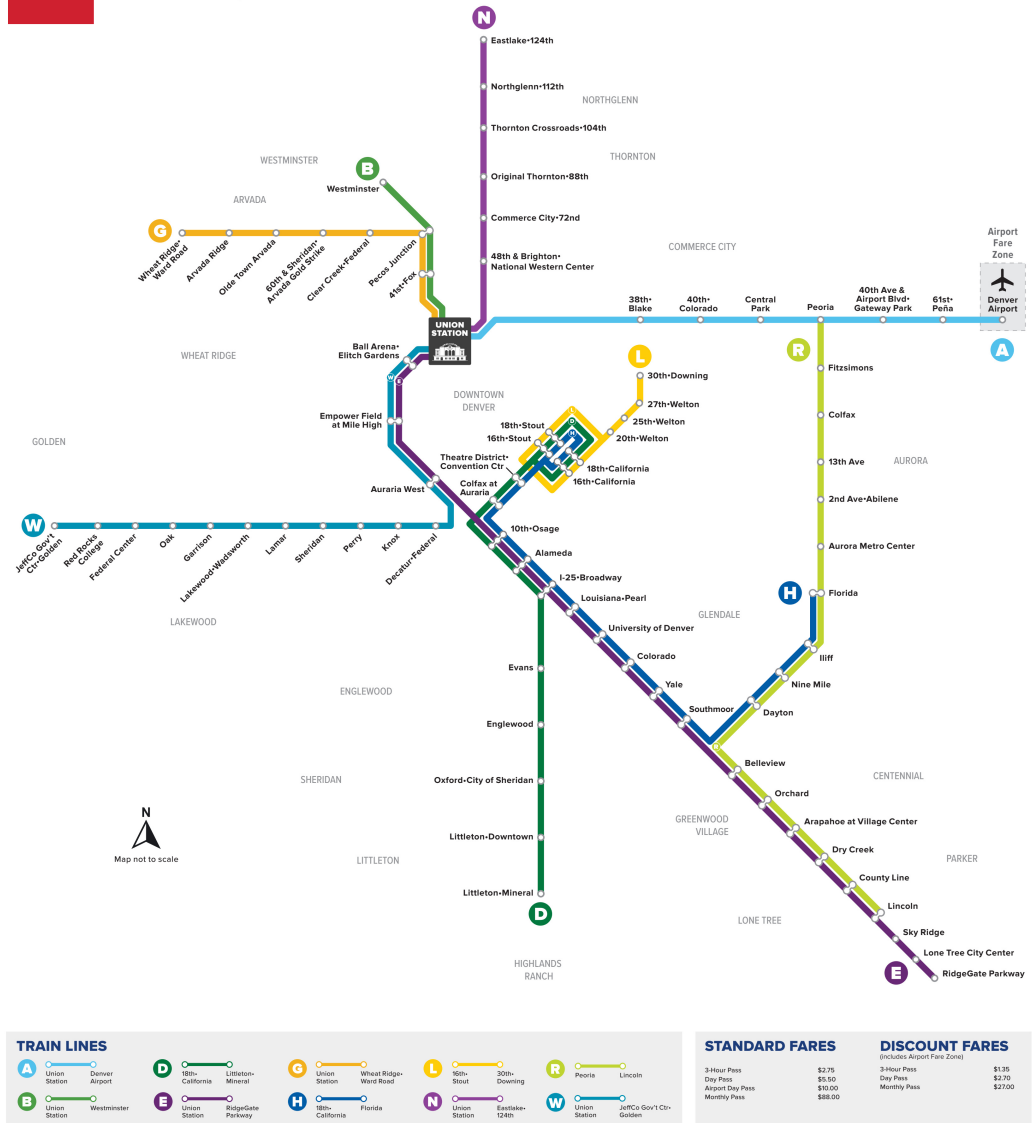 N
Eastlake•124th
Northglenn•112th
NORTHGLENN
Thornton Crossroads•104th
THORNTON
WESTMINSTER
B
Westminster
Original Thornton•88th
ARVADA
Commerce City•72nd
G
Wheat Ridge•
Ward Road
Arvada Ridge
Olde Town Arvada
60th & Sheridan•
Arvada Gold Strike
Clear Creek•Federal
Pecos Junction
41st•Fox
COMMERCE CITY
48th & Brighton•
National Western Center
Airport
Fare
Zone
38th•
Blake
40th•
Colorado
Central
Park
Peoria
40th Ave &
Airport Blvd•
Gateway Park
61st•
Peña
Denver
Airport
A
UNION
STATION
Ball Arena•
Elitch Gardens
WHEAT RIDGE
W
E
R
L
Fitzsimons
30th•Downing
DOWNTOWN
DENVER
27th•Welton
25th•Welton
20th•Welton
L
D
H
Colfax
Empower Field
at Mile High
18th•Stout
16th•Stout
GOLDEN
Theatre District•
Convention Ctr
18th•California
16th•California
13th Ave
AURORA
Colfax at
Auraria
Auraria West
2nd Ave•Abilene
W
JeffCo Gov't
Ctr•Golden
Red Rocks
College
Federal Center
Oak
Garrison
Lakewood•Wadsworth
Lamar
Sheridan
Perry
Knox
Decatur•Federal
10th•Osage
Alameda
Aurora Metro Center
I-25•Broadway
H
Florida
Louisiana•Pearl
GLENDALE
LAKEWOOD
University of Denver
Colorado
Iliff
Evans
Yale
Nine Mile
ENGLEWOOD
Southmoor
Dayton
Englewood
Belleview
SHERIDAN
Oxford•City of Sheridan
CENTENNIAL
Orchard
N
Map not to scale
GREENWOOD
VILLAGE
Arapahoe at Village Center
Littleton•Downtown
Dry Creek
LITTLETON
PARKER
County Line
Littleton•Mineral
Lincoln
D
LONE TREE
Sky Ridge
Lone Tree City Center
HIGHLANDS
RANCH
E
RidgeGate Parkway
TRAIN LINES
A
Union
Station
Denver
Airport
D
18th•
California
Littleton•
Mineral
G
Union
Station
Wheat Ridge•
Ward Road
L
16th•
Stout
30th•
Downing
R
Peoria
Lincoln
B
Union
Station
Westminster
E
Union
Station
RidgeGate
Parkway
H
18th•
California
Florida
N
Union
Station
Eastlake•
124th
W
Union
Station
JeffCo Gov't Ctr•
Golden
STANDARD FARES
3-Hour Pass $2.75
Day Pass $5.50
Airport Day Pass $10.00
Monthly Pass $88.00
DISCOUNT FARES
(includes Airport Fare Zone)
3-Hour Pass $1.35
Day Pass $2.70
Monthly Pass $27.00